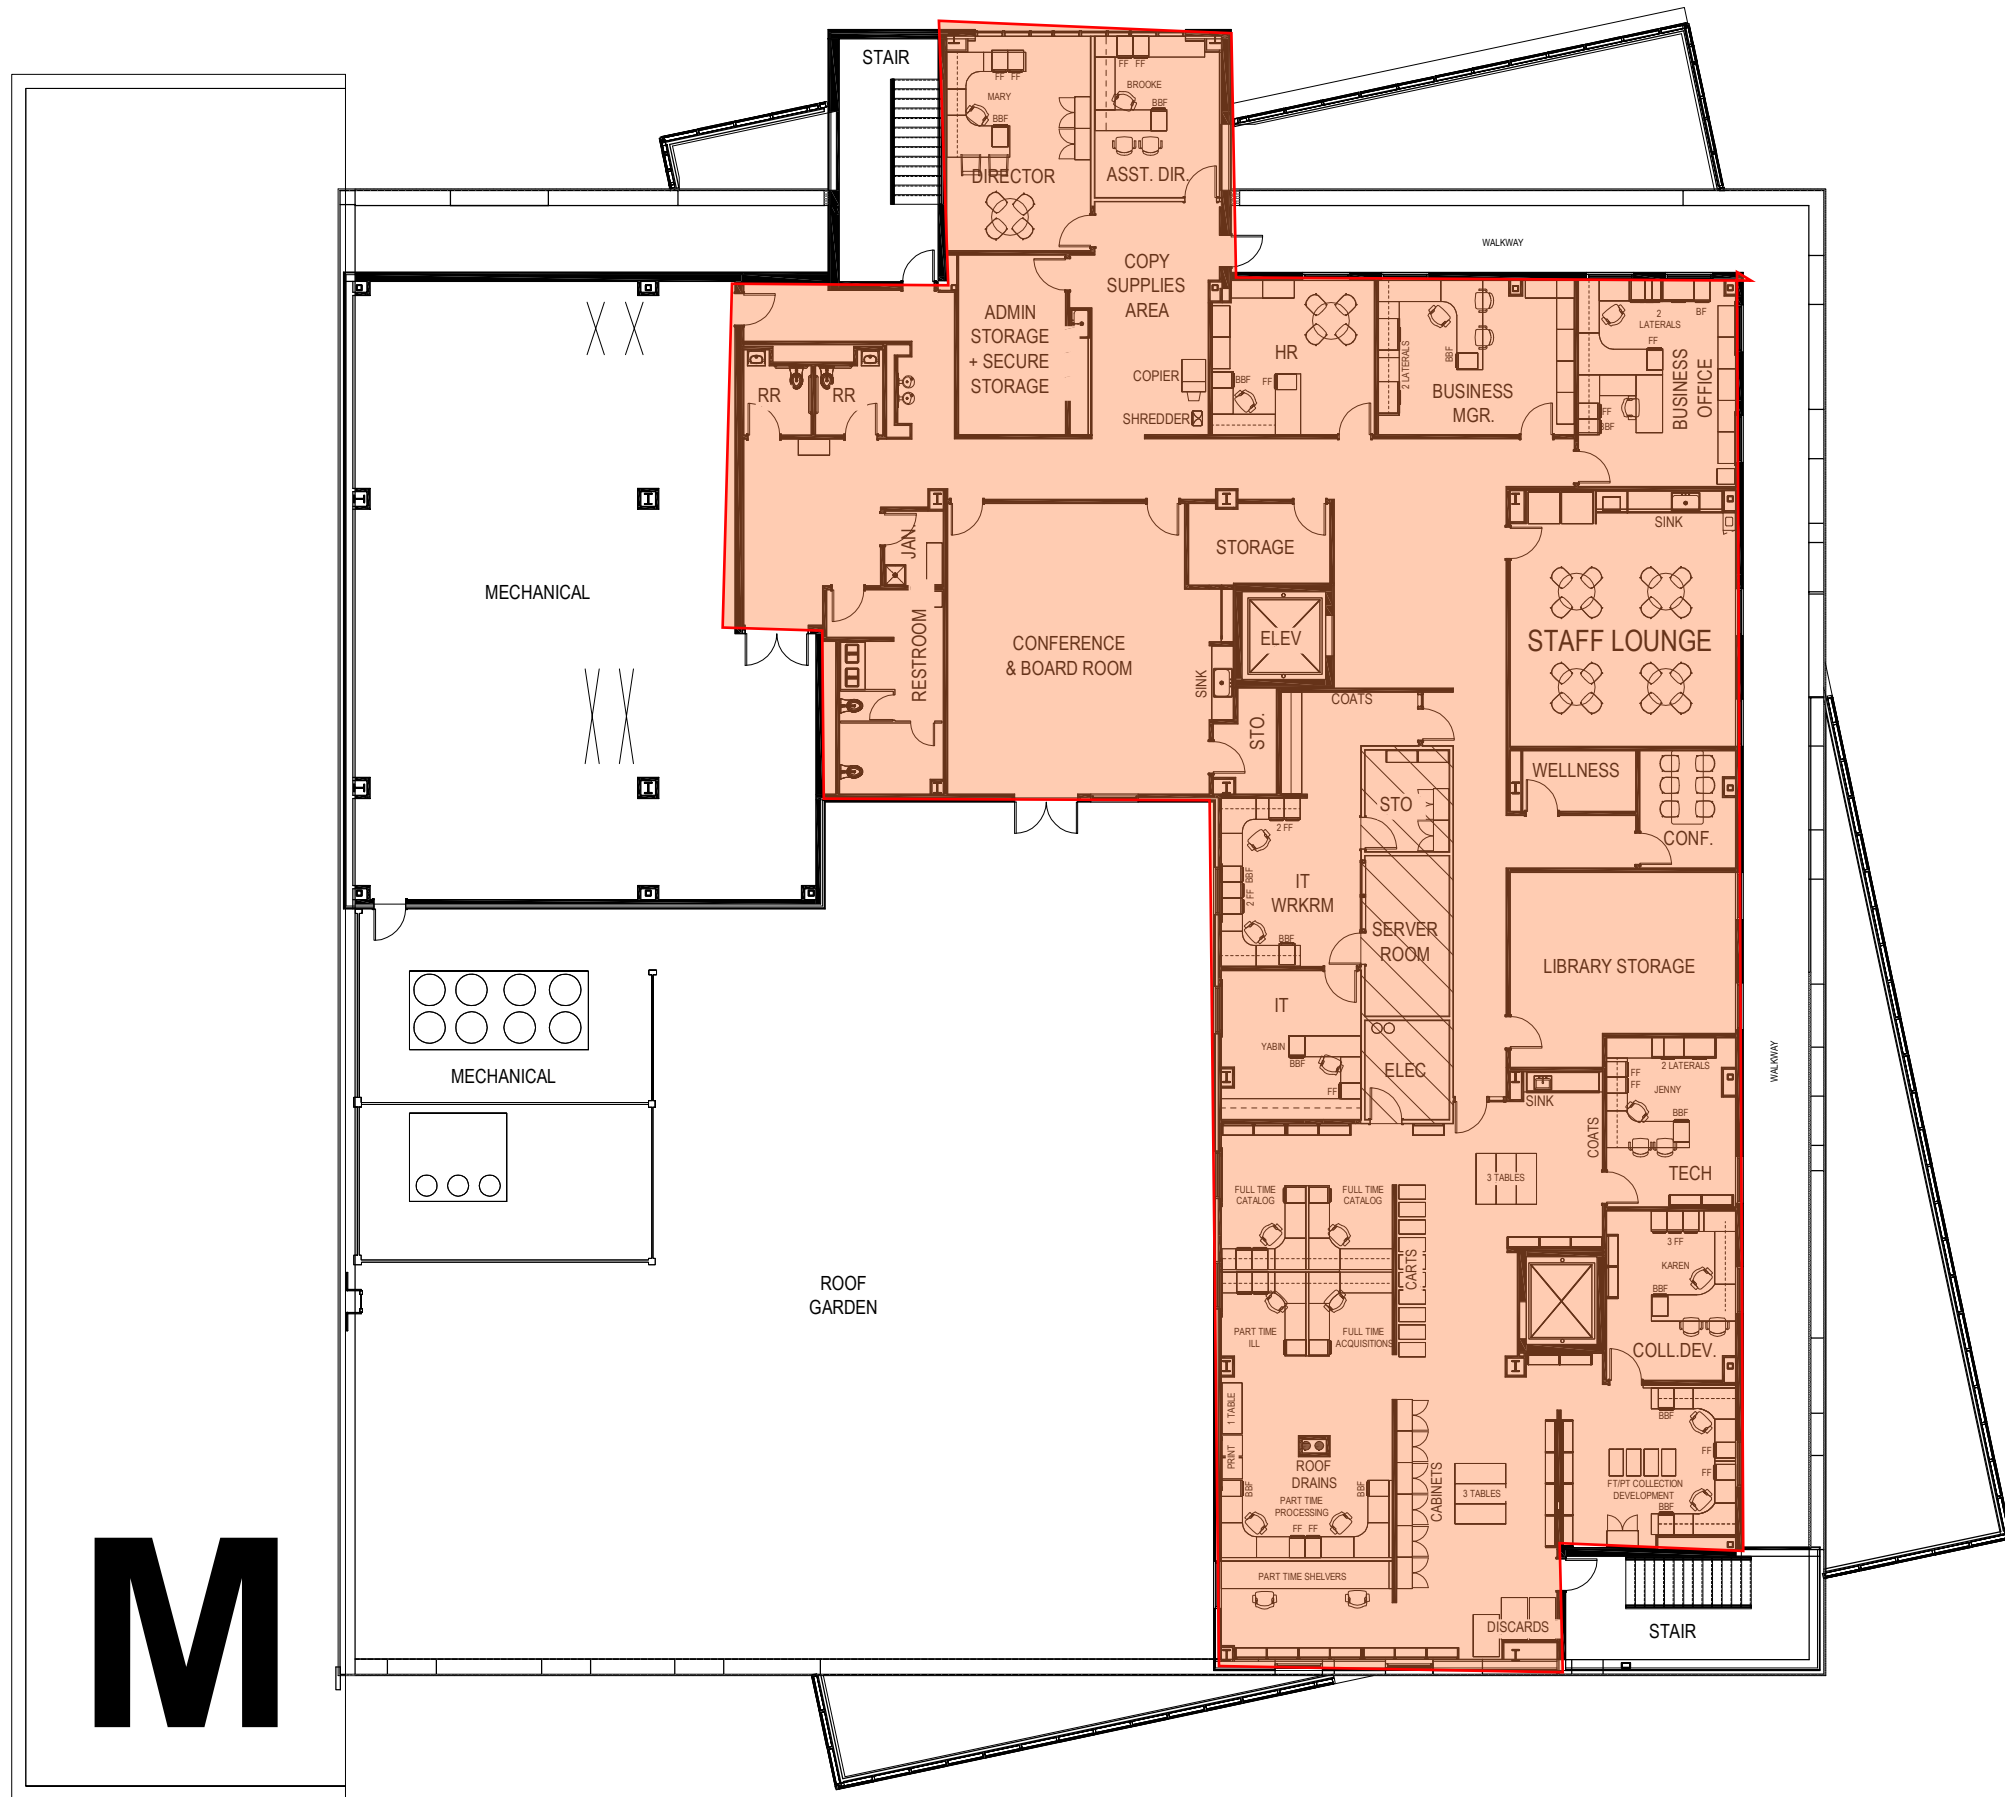 STAIR
FF FF
MARY
BBF
DIRECTOR
FF FF
BROOKE
BBF
ASST. DIR.
WALKWAY
COPY
SUPPLIES
AREA
ADMIN
STORAGE
+ SECURE
STORAGE
COPIER
SHREDDER
HR
BBF
FF
2 LATERALS
BBF
BUSINESS
MGR.
2
LATERALS
BF
FF
FF
BBF
BUSINESS
OFFICE
RR
RR
JAN.
STORAGE
SINK
MECHANICAL
RESTROOM
CONFERENCE
& BOARD ROOM
SINK
ELEV
STAFF LOUNGE
COATS
STO.
WELLNESS
CONF.
STO
2 FF
BBF
2 FF
IT
WRKRM
BBF
SERVER
ROOM
LIBRARY STORAGE
IT
YABIN
BBF
FF
ELEC
MECHANICAL
WALKWAY
SINK
COATS
2 LATERALS
FF
FF
JENNY
BBF
TECH
3 TABLES
FULL TIME
CATALOG
FULL TIME
CATALOG
CARTS
3 FF
KAREN
BBF
COLL.DEV.
ROOF
GARDEN
PART TIME
ILL
FULL TIME
ACQUISITIONS
1 TABLE
PRINT
BBF
ROOF
DRAINS
PART TIME
PROCESSING
FF FF
BBF
CABINETS
3 TABLES
BBF
FF
FF
FT/PT COLLECTION
DEVELOPMENT
BBF
PART TIME SHELVERS
DISCARDS
STAIR
M